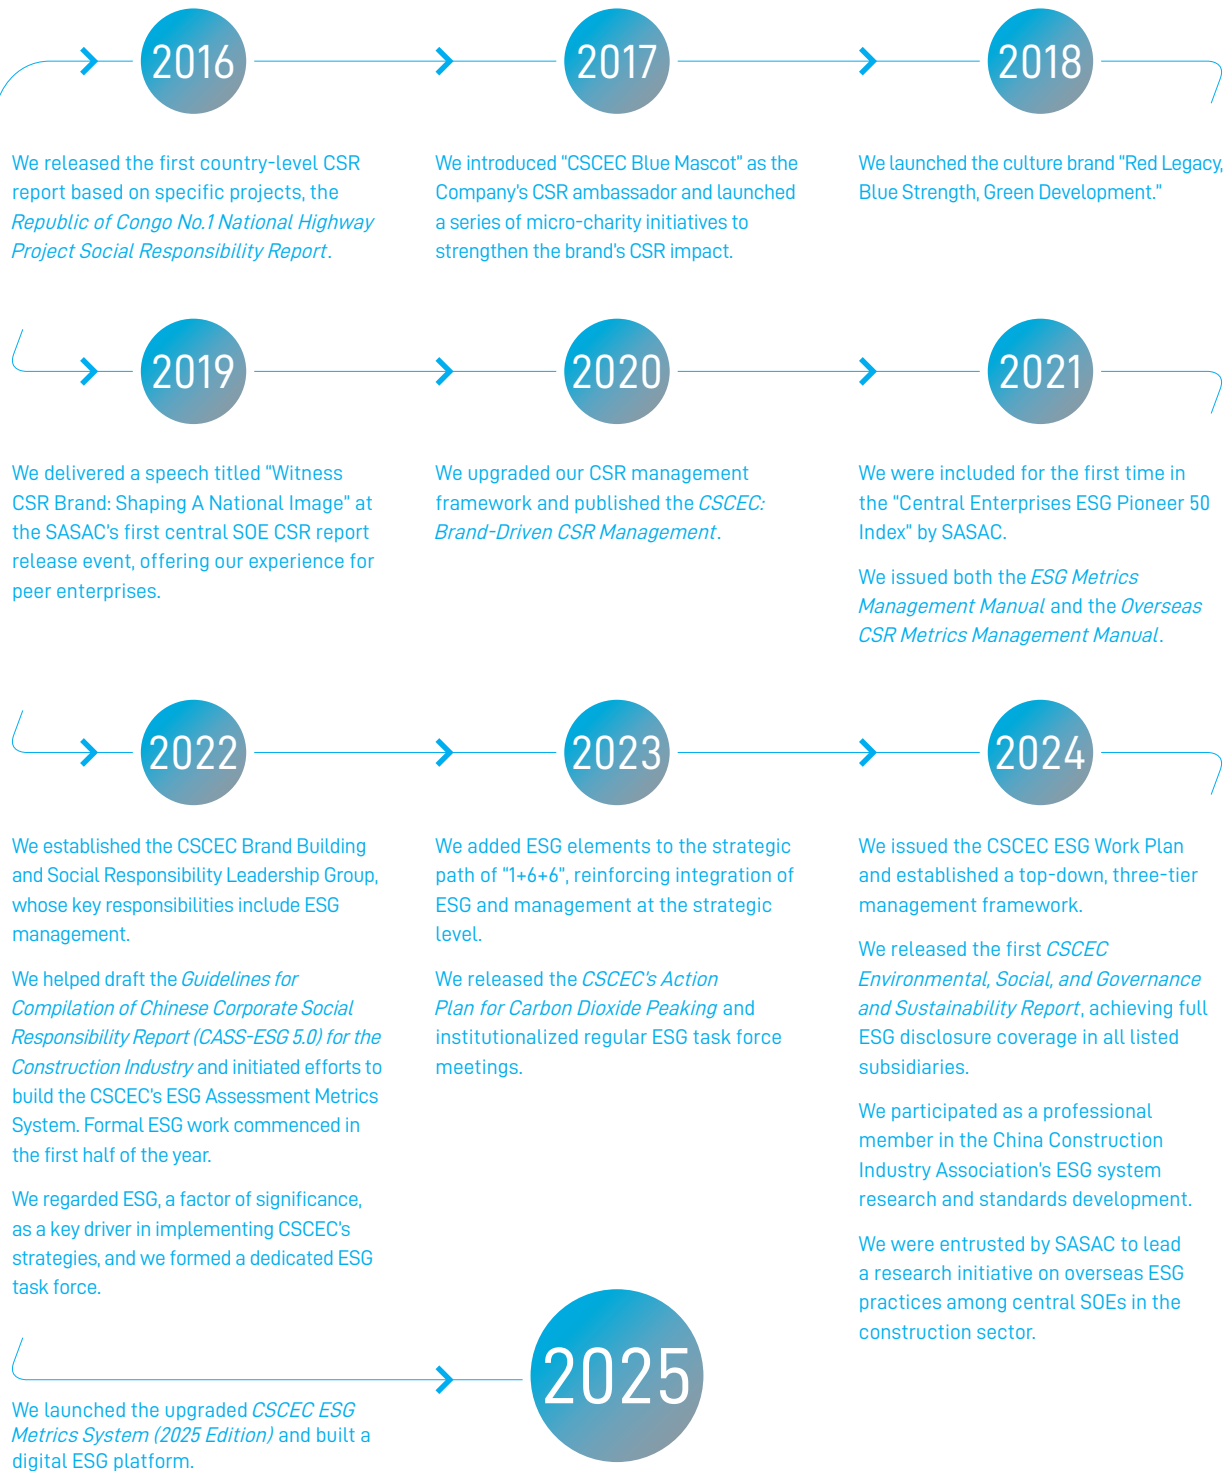 2016
We released the first country-level CSR
report based on specific projects, the
Republic of Congo No.1 National Highway
Project Social Responsibility Report.
2017
We introduced "CSCEC Blue Mascot" as the
Company's CSR ambassador and launched
a series of micro-charity initiatives to
strengthen the brand's CSR impact.
2018
We launched the culture brand "Red Legacy,
Blue Strength, Green Development."
2019
We delivered a speech titled "Witness
CSR Brand: Shaping A National Image" at
the SASAC's first central SOE CSR report
release event, offering our experience for
peer enterprises.
2020
We upgraded our CSR management
framework and published the CSCEC:
Brand-Driven CSR Management.
2021
We were included for the first time in
the "Central Enterprises ESG Pioneer 50
Index" by SASAC.
We issued both the ESG Metrics
Management Manual and the Overseas
CSR Metrics Management Manual.
2022
We established the CSCEC Brand Building
and Social Responsibility Leadership Group,
whose key responsibilities include ESG
management.
We helped draft the Guidelines for
Compilation of Chinese Corporate Social
Responsibility Report (CASS-ESG 5.0) for the
Construction Industry and initiated efforts to
build the CSCEC's ESG Assessment Metrics
System. Formal ESG work commenced in
the first half of the year.
We regarded ESG, a factor of significance,
as a key driver in implementing CSCEC's
strategies, and we formed a dedicated ESG
task force.
2023
We added ESG elements to the strategic
path of "1+6+6", reinforcing integration of
ESG and management at the strategic
level.
We released the CSCEC's Action
Plan for Carbon Dioxide Peaking and
institutionalized regular ESG task force
meetings.
2024
We issued the CSCEC ESG Work Plan
and established a top-down, three-tier
management framework.
We released the first CSCEC
Environmental, Social, and Governance
and Sustainability Report, achieving full
ESG disclosure coverage in all listed
subsidiaries.
We participated as a professional
member in the China Construction
Industry Association's ESG system
research and standards development.
We were entrusted by SASAC to lead
a research initiative on overseas ESG
practices among central SOEs in the
construction sector.
2025
We launched the upgraded CSCEC ESG
Metrics System (2025 Edition) and built a
digital ESG platform.